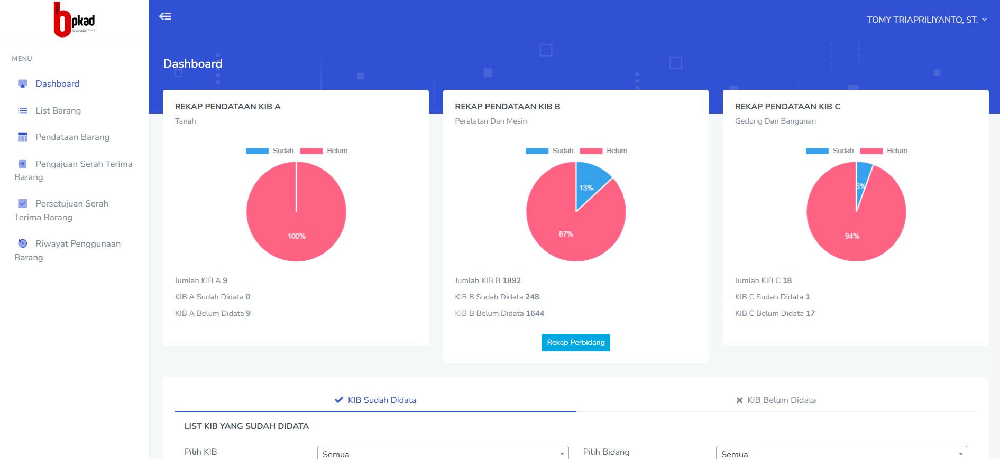 bpkad
MENU
Dashboard
List Barang
Pendataan Barang
Pengajuan Serah Terima
Barang
Persetujuan Serah
Terima Barang
Riwayat Penggunaan
Barang
TOMY TRIAPRILIYANTO, ST.
Dashboard
REKAP PENDATAAN KIB A
Tanah
Sudah Belum
100%
Jumlah KIB A 9
KIB A Sudah Didata 0
KIB A Belum Didata 9
REKAP PENDATAAN KIB B
Peralatan Dan Mesin
Sudah Belum
13%
87%
Jumlah KIB B 1892
KIB B Sudah Didata 248
KIB B Belum Didata 1644
Rekap Perbidang
REKAP PENDATAAN KIB C
Gedung Dan Bangunan
Sudah Belum
6%
94%
Jumlah KIB C 18
KIB C Sudah Didata 1
KIB C Belum Didata 17
KIB Sudah Didata
KIB Belum Didata
LIST KIB YANG SUDAH DIDATA
Pilih KIB
Semua
Pilih Bidang
Semua